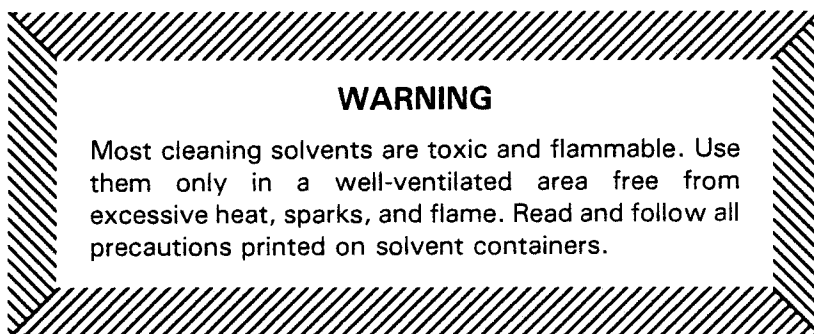 WARNING
Most cleaning solvents are toxic and flammable. Use
them only in a well-ventilated area free from
excessive heat, sparks, and flame. Read and follow all
precautions printed on solvent containers.